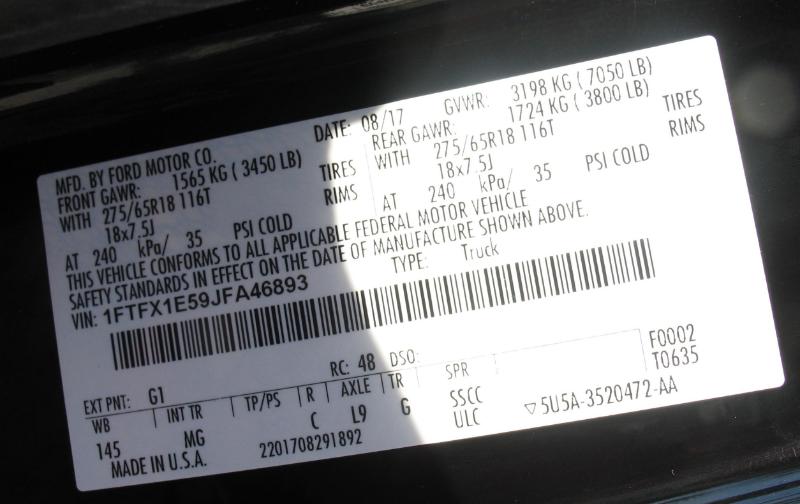 MFD. BY FORD MOTOR CO. DATE: 08/17 GVWR: 3198 KG ( 7050 LB)
FRONT GAWR: 1565 KG ( 3450 LB) REAR GAWR: 1724 KG ( 3800 LB)
WITH 275/65R18 116T TIRES WITH 275/65R18 116T TIRES
18x7.5J RIMS 18x7.5J RIMS
AT 240 kPa/ 35 PSI COLD AT 240 kPa/ 35 PSI COLD
THIS VEHICLE CONFORMS TO ALL APPLICABLE FEDERAL MOTOR VEHICLE
SAFETY STANDARDS IN EFFECT ON THE DATE OF MANUFACTURE SHOWN ABOVE.
VIN: 1FTFX1E59JFA46893 TYPE: Truck
F0002
EXT PNT: G1 RC: 48 DSO: T0635
WB INT TR TP/PS R AXLE TR SPR
145 MG C L9 G SSCC
ULC ▽5U5A-3520472-AA
MADE IN U.S.A. 2201708291892